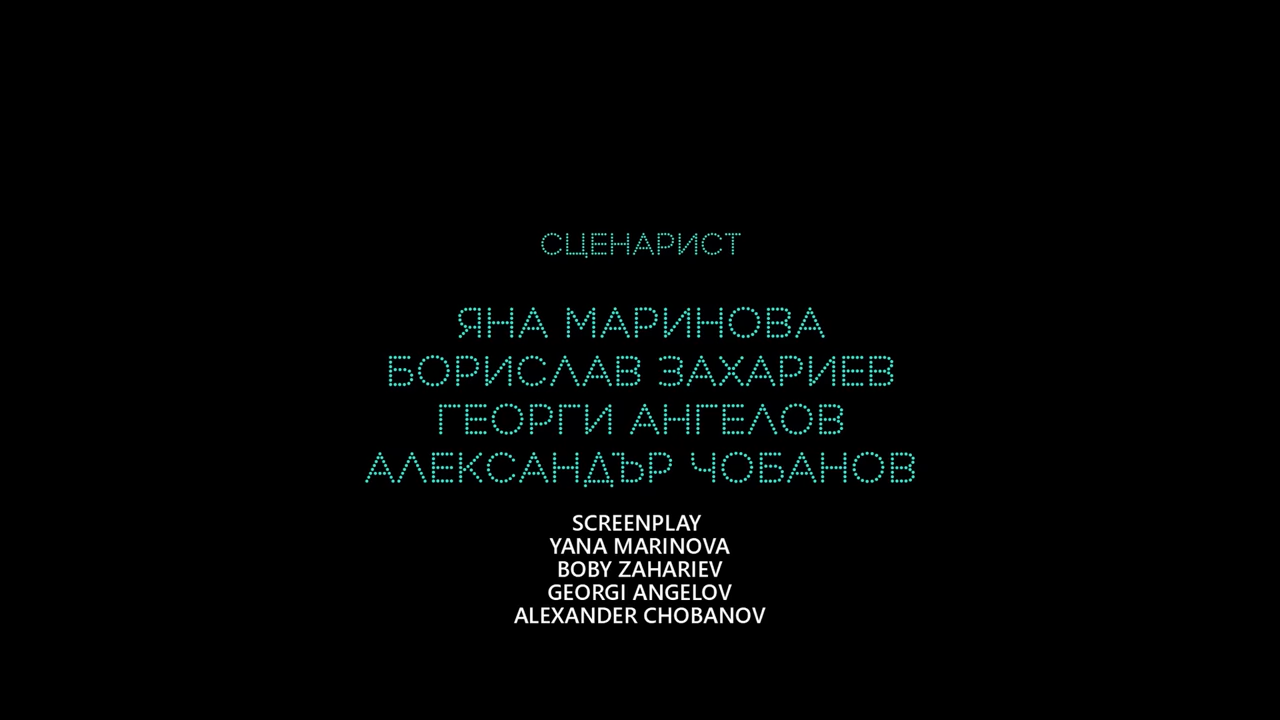 СЦЕНАРИСТ
ЯНА МАРИНОВА
БОРИСЛАВ ЗАХАРИЕВ
ГЕОРГИ АНГЕЛОВ
АЛЕКСАНДЪР ЧОБАНОВ
SCREENPLAY
YANA MARINOVA
BOBY ZAHARIEV
GEORGI ANGELOV
ALEXANDER CHOBANOV